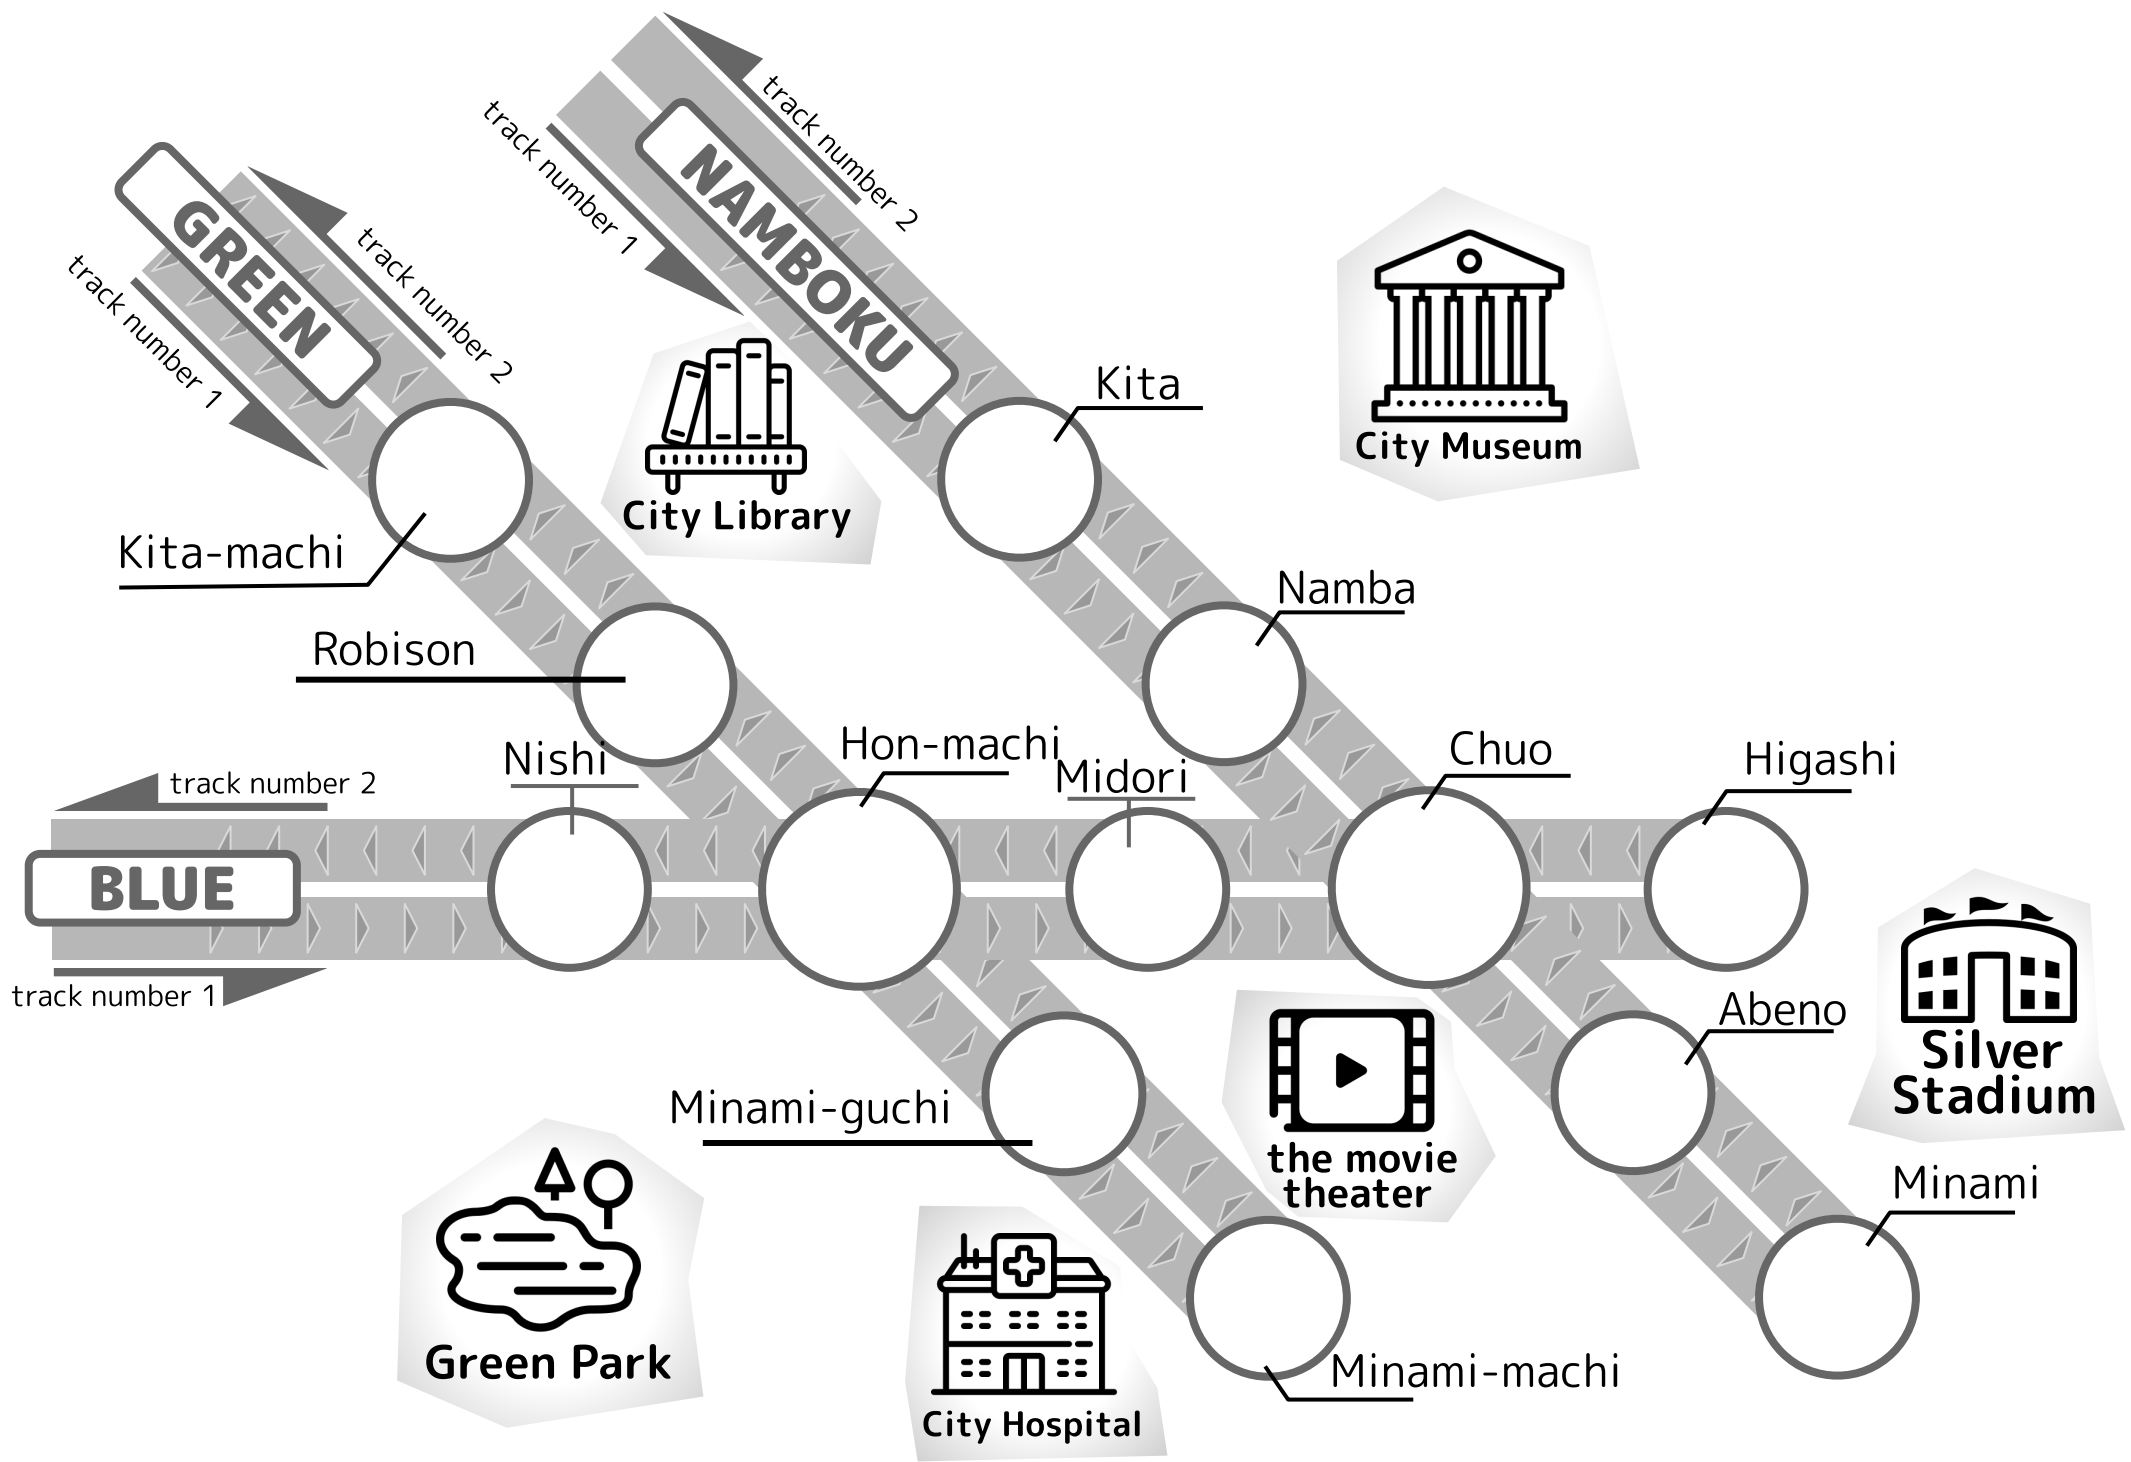 track number 2
track number 1
NAMBOKU
GREEN
track number 2
track number 1
Kita
City Museum
City Library
Kita-machi
Namba
Robison
Nishi
Hon-machi
Midori
Chuo
Higashi
track number 2
BLUE
track number 1
Abeno
Silver
Stadium
Minami-guchi
the movie
theater
Minami
Green Park
Minami-machi
City Hospital